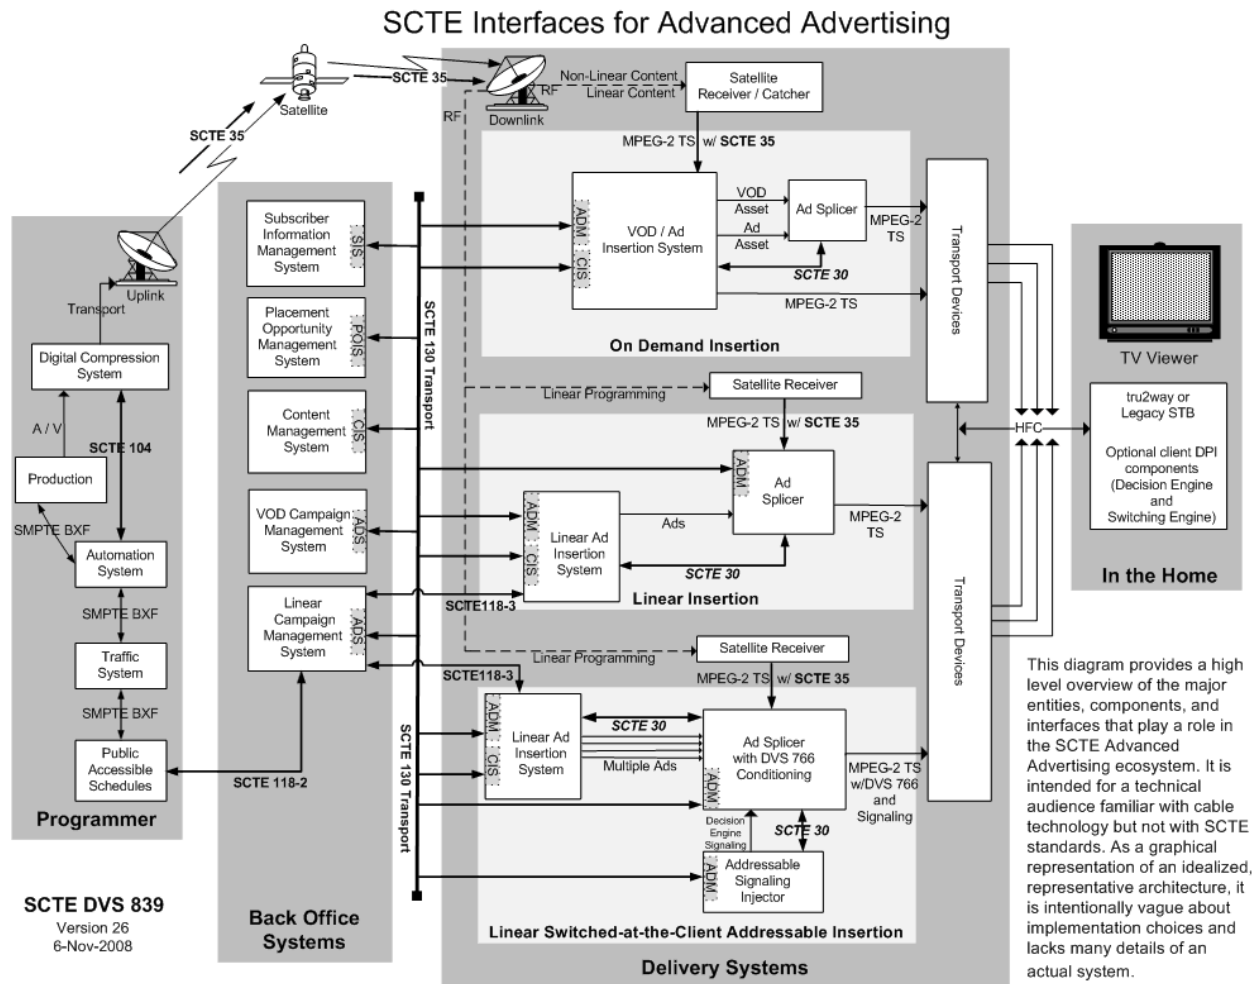 SCTE Interfaces for Advanced Advertising
SCTE 35
Satellite
SCTE 35
RF
Downlink
RF
Non-Linear Content
Linear Content
Satellite
Receiver / Catcher
MPEG-2 TS w/ SCTE 35
ADM
CIS
VOD / Ad
Insertion System
VOD
Asset
Ad
Asset
Ad Splicer
SCTE 30
MPEG-2
TS
MPEG-2 TS
On Demand Insertion
Transport Devices
Uplink
Transport
Digital Compression
System
A / V
SCTE 104
Production
SMPTE BXF
Automation
System
SMPTE BXF
Traffic
System
SMPTE BXF
Public
Accessible
Schedules
Programmer
SCTE 118-2
Subscriber
Information
Management
System
SIS
Placement
Opportunity
Management
System
POIS
Content
Management
System
CIS
VOD Campaign
Management
System
ADS
Linear
Campaign
Management
System
ADS
Back Office
Systems
SCTE 130 Transport
SCTE 130 Transport
Linear Programming
Satellite Receiver
MPEG-2 TS w/ SCTE 35
ADM
Ad
Splicer
ADM
CIS
Linear Ad
Insertion
System
Ads
SCTE 30
MPEG-2
TS
SCTE118-3
Linear Insertion
Linear Programming
Satellite Receiver
SCTE118-3
MPEG-2 TS w/ SCTE 35
ADM
CIS
Linear Ad
Insertion
System
SCTE 30
Multiple Ads
Ad Splicer
with DVS 766
Conditioning
ADM
MPEG-2 TS
w/DVS 766
and
Signaling
Decision
Engine
Signaling
SCTE 30
ADM
Addressable
Signaling
Injector
Linear Switched-at-the-Client Addressable Insertion
Delivery Systems
Transport Devices
HFC
TV Viewer
tru2way or
Legacy STB
Optional client DPI
components
(Decision Engine
and
Switching Engine)
In the Home
This diagram provides a high
level overview of the major
entities, components, and
interfaces that play a role in
the SCTE Advanced
Advertising ecosystem. It is
intended for a technical
audience familiar with cable
technology but not with SCTE
standards. As a graphical
representation of an idealized,
representative architecture, it
is intentionally vague about
implementation choices and
lacks many details of an
actual system.
SCTE DVS 839
Version 26
6-Nov-2008